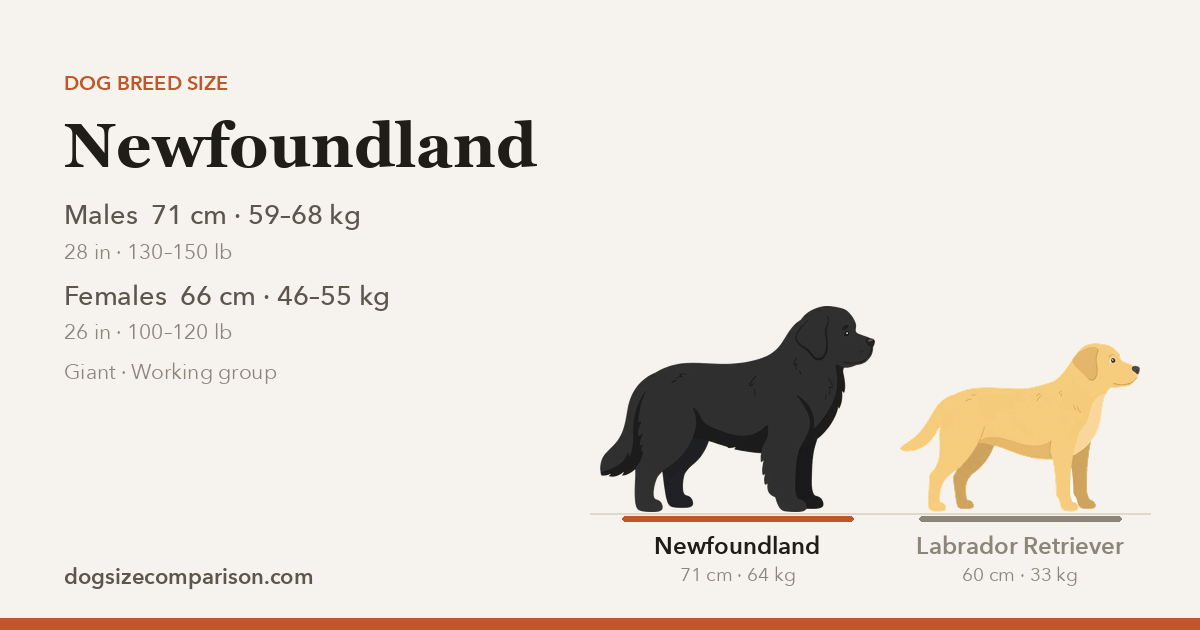 DOG BREED SIZE
Newfoundland
Males 71 cm · 59–68 kg
28 in · 130–150 lb
Females 66 cm · 46–55 kg
26 in · 100–120 lb
Giant · Working group
Newfoundland
71 cm · 64 kg
Labrador Retriever
60 cm · 33 kg
dogsizecomparison.com